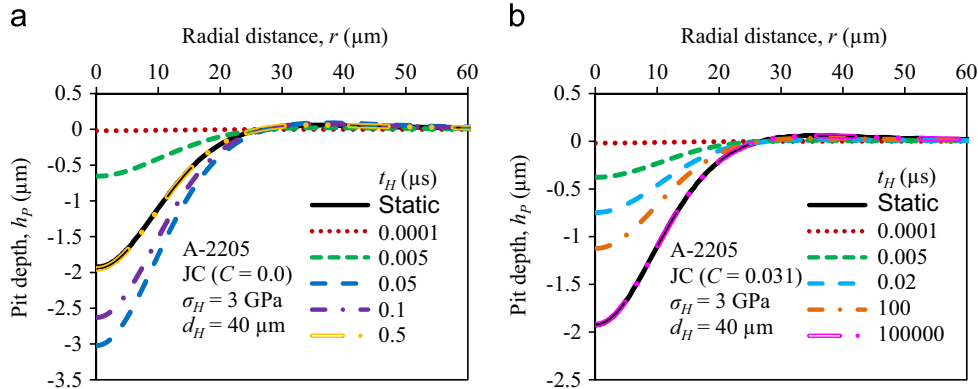 a
Radial distance, r (µm)
0 10 20 30 40 50 60
0.5
0
-0.5
-1
-1.5
-2
-2.5
-3
-3.5
Pit depth, hP (µm)
A-2205
JC (C = 0.0)
σH = 3 GPa
dH = 40 µm
tH (µs)
Static
0.0001
0.005
0.05
0.1
0.5
b
Radial distance, r (µm)
0 10 20 30 40 50 60
0.5
0
-0.5
-1
-1.5
-2
-2.5
Pit depth, hP (µm)
A-2205
JC (C = 0.031)
σH = 3 GPa
dH = 40 µm
tH (µs)
Static
0.0001
0.005
0.02
100
100000